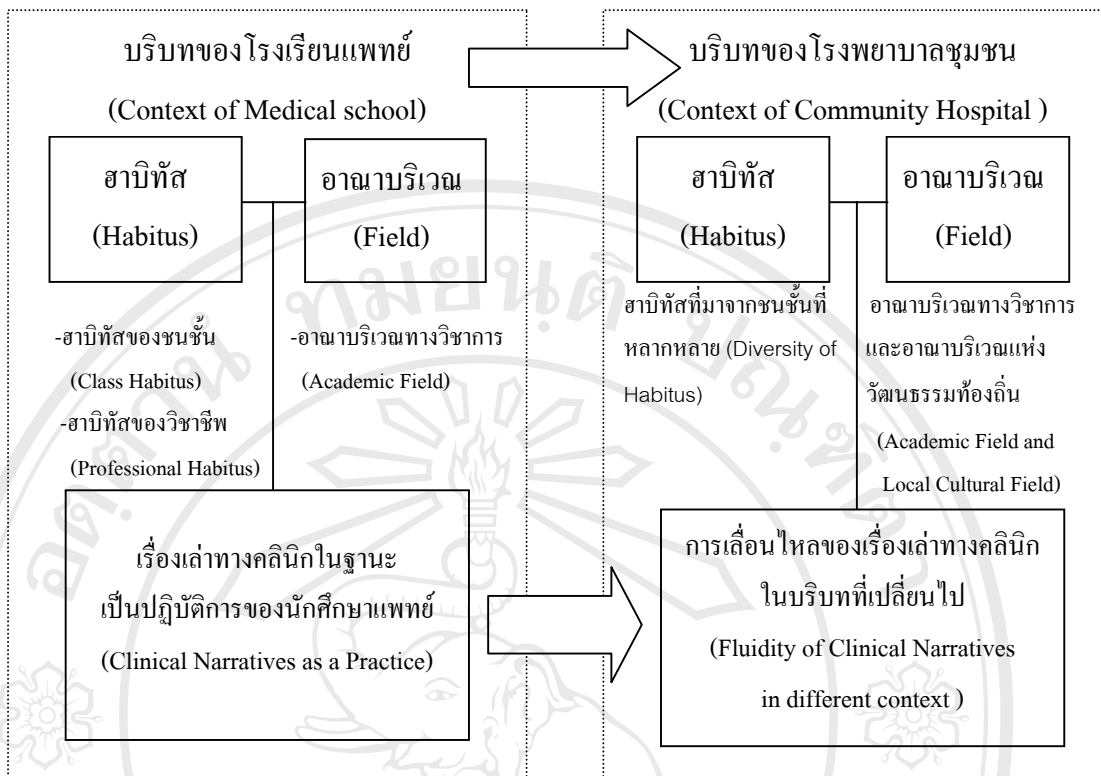 บริบทของโรงเรียนแพทย์
(Context of Medical school)
ฮาบิทัส
(Habitus)
อาณาบริเวณ
(Field)
-ฮาบิทัสของชนชั้น
(Class Habitus)
-ฮาบิทัสของวิชาชีพ
(Professional Habitus)
-อาณาบริเวณทางวิชาการ
(Academic Field)
เรื่องเล่าทางคลินิกในฐานะ
เป็นปฏิบัติการของนักศึกษาแพทย์
(Clinical Narratives as a Practice)
บริบทของโรงพยาบาลชุมชน
(Context of Community Hospital )
ฮาบิทัส
(Habitus)
อาณาบริเวณ
(Field)
ฮาบิทัสที่มาจากชนชั้นที่
หลากหลาย (Diversity of
Habitus)
อาณาบริเวณทางวิชาการ
และอาณาบริเวณแห่ง
วัฒนธรรมท้องถิ่น
(Academic Field and
Local Cultural Field)
การเลื่อนไหลของเรื่องเล่าทางคลินิก
ในบริบทที่เปลี่ยนไป
(Fluidity of Clinical Narratives
in different context )
อตฺตานํ ทมยนฺติ ปณฺฑิตา